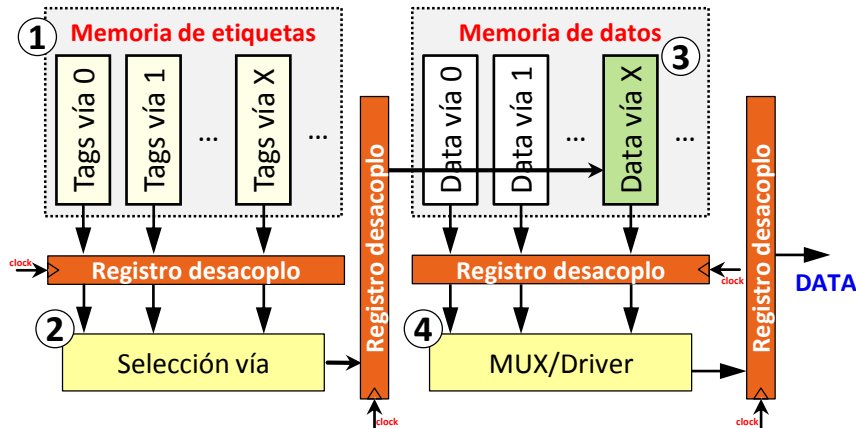 1
Memoria de etiquetas
Tags vía 0
Tags vía 1
...
Tags vía X
...
clock
Registro desacoplo
2
Selección vía
Registro desacoplo
clock
Memoria de datos
3
Data vía 0
Data vía 1
...
Data vía X
...
Registro desacoplo
clock
4
MUX/Driver
Registro desacoplo
clock
DATA